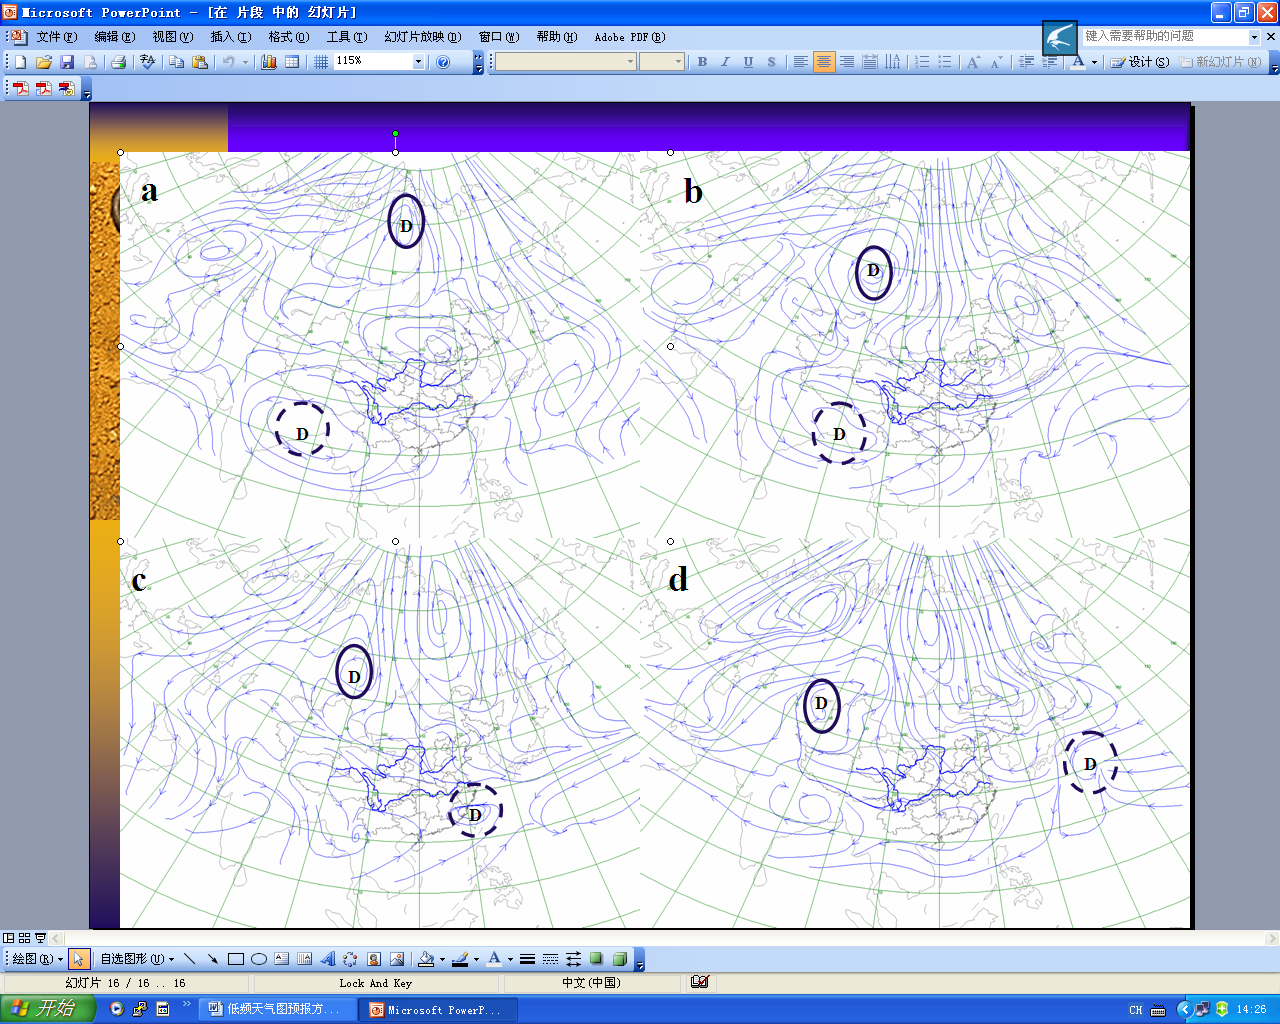 Microsoft PowerPoint - [在 片段 中的 幻灯片]
文件(F) 编辑(E) 视图(V) 插入(I) 格式(O) 工具(T) 幻灯片放映(D) 窗口(W) 帮助(H) Adobe PDF(B) 键入需要帮助的问题
115% B I U S A A A 设计(S) 新幻灯片(N)
a b
D
D
D
D
c d
D
D
D
D
绘图(R) 自选图形(U) A
幻灯片 16 / 16 .. 16 Lock And Key 中文(中国)
开始 低频天气图预报方... Microsoft PowerP... CH 14:26